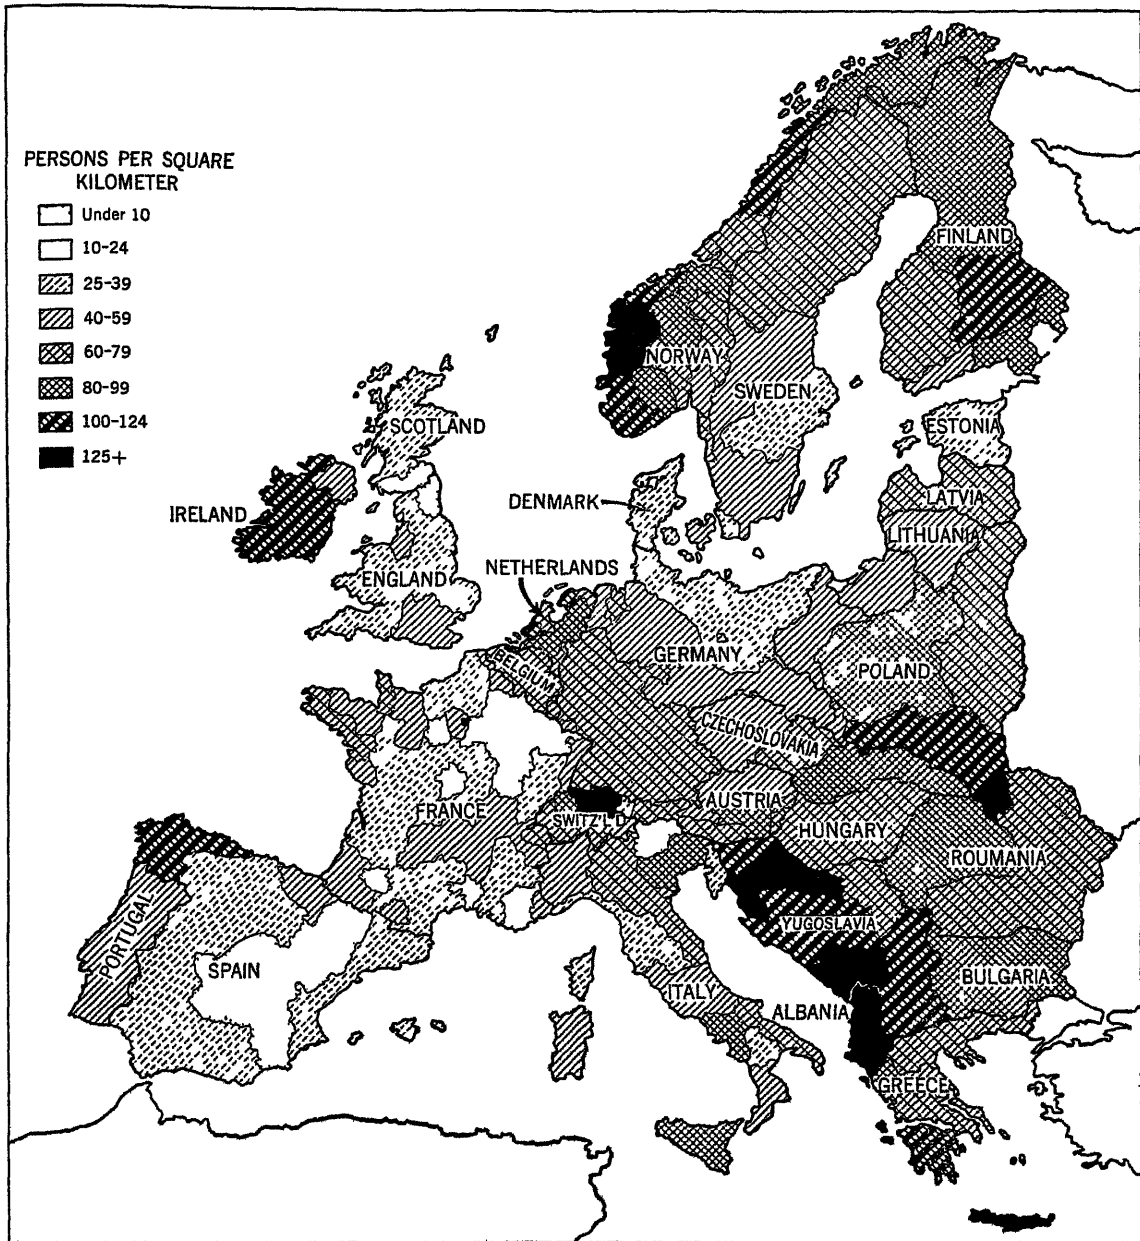 PERSONS PER SQUARE
KILOMETER
Under 10
10-24
25-39
40-59
60-79
80-99
100-124
125+
FINLAND
NORWAY
SWEDEN
SCOTLAND
ESTONIA
IRELAND
DENMARK
LATVIA
LITHUANIA
NETHERLANDS
ENGLAND
GERMANY
BELGIUM
POLAND
CZECHOSLOVAKIA
FRANCE
SWITZ'L'D
AUSTRIA
HUNGARY
ROUMANIA
PORTUGAL
SPAIN
YUGOSLAVIA
ITALY
BULGARIA
ALBANIA
GREECE